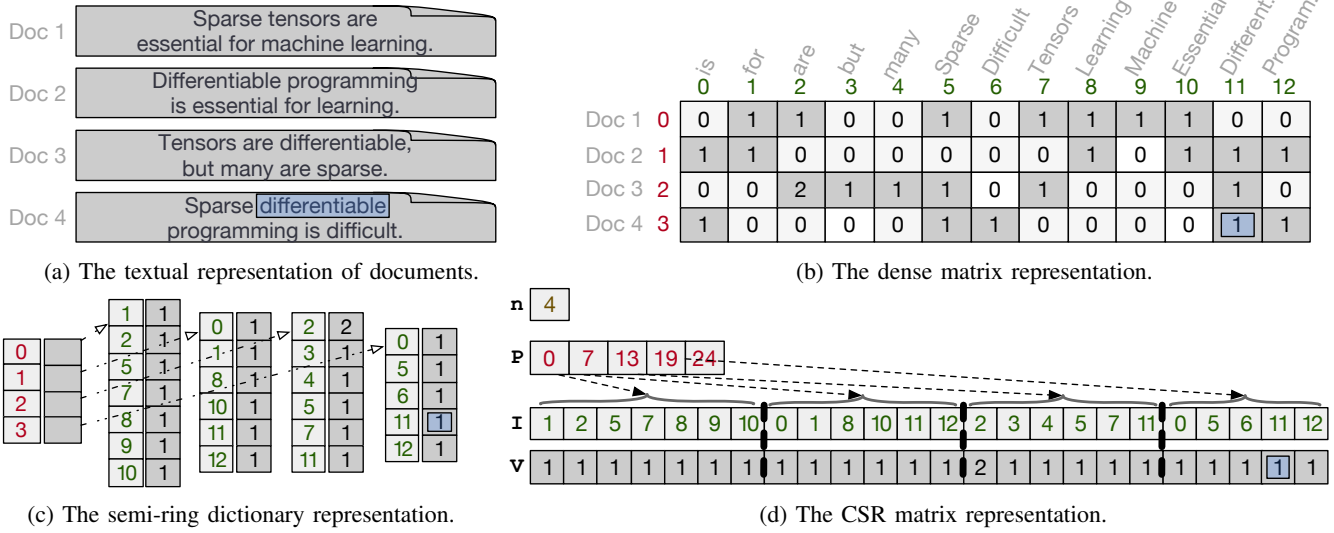 Doc 1
Sparse tensors are
essential for machine learning.
Doc 2
Differentiable programming
is essential for learning.
Doc 3
Tensors are differentiable,
but many are sparse.
Doc 4
Sparse differentiable
programming is difficult.
(a) The textual representation of documents.
is for are but many Sparse Difficult Tensors Learning Machine Essential Different. Program.
0 1 2 3 4 5 6 7 8 9 10 11 12
Doc 1 0 0 1 1 0 0 1 0 1 1 1 1 0 0
Doc 2 1 1 1 0 0 0 0 0 0 1 0 1 1 1
Doc 3 2 0 0 2 1 1 1 0 1 0 0 0 1 0
Doc 4 3 1 0 0 0 0 1 1 0 0 0 0 1 1
(b) The dense matrix representation.
0
1
2
3
1 1
2 1
5 1
7 1
8 1
9 1
10 1
0 1
1 1
8 1
10 1
11 1
12 1
2 2
3 1
4 1
5 1
7 1
11 1
0 1
5 1
6 1
11 1
12 1
(c) The semi-ring dictionary representation.
n 4
P 0 7 13 19 24
I 1 2 5 7 8 9 10 0 1 8 10 11 12 2 3 4 5 7 11 0 5 6 11 12
V 1 1 1 1 1 1 1 1 1 1 1 1 1 2 1 1 1 1 1 1 1 1 1 1
(d) The CSR matrix representation.